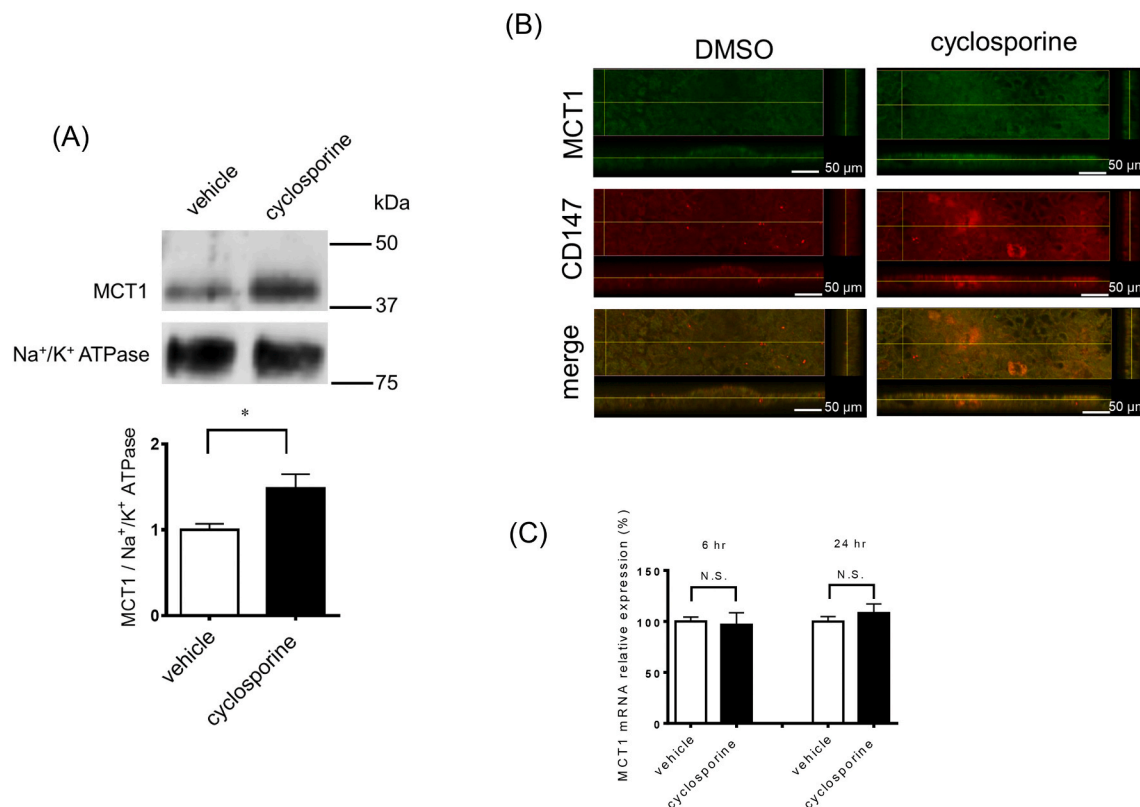 (A)
vehicle
cyclosporine
kDa
50
MCT1
37
Na⁺/K⁺ ATPase
75
*
MCT1 / Na⁺/K⁺ ATPase
2
1
0
vehicle
cyclosporine
(B)
DMSO
cyclosporine
MCT1
50 µm
50 µm
CD147
50 µm
50 µm
merge
50 µm
50 µm
(C)
MCT1 mRNA relative expression (%)
6 hr
24 hr
N.S.
N.S.
150
100
50
0
vehicle
cyclosporine
vehicle
cyclosporine